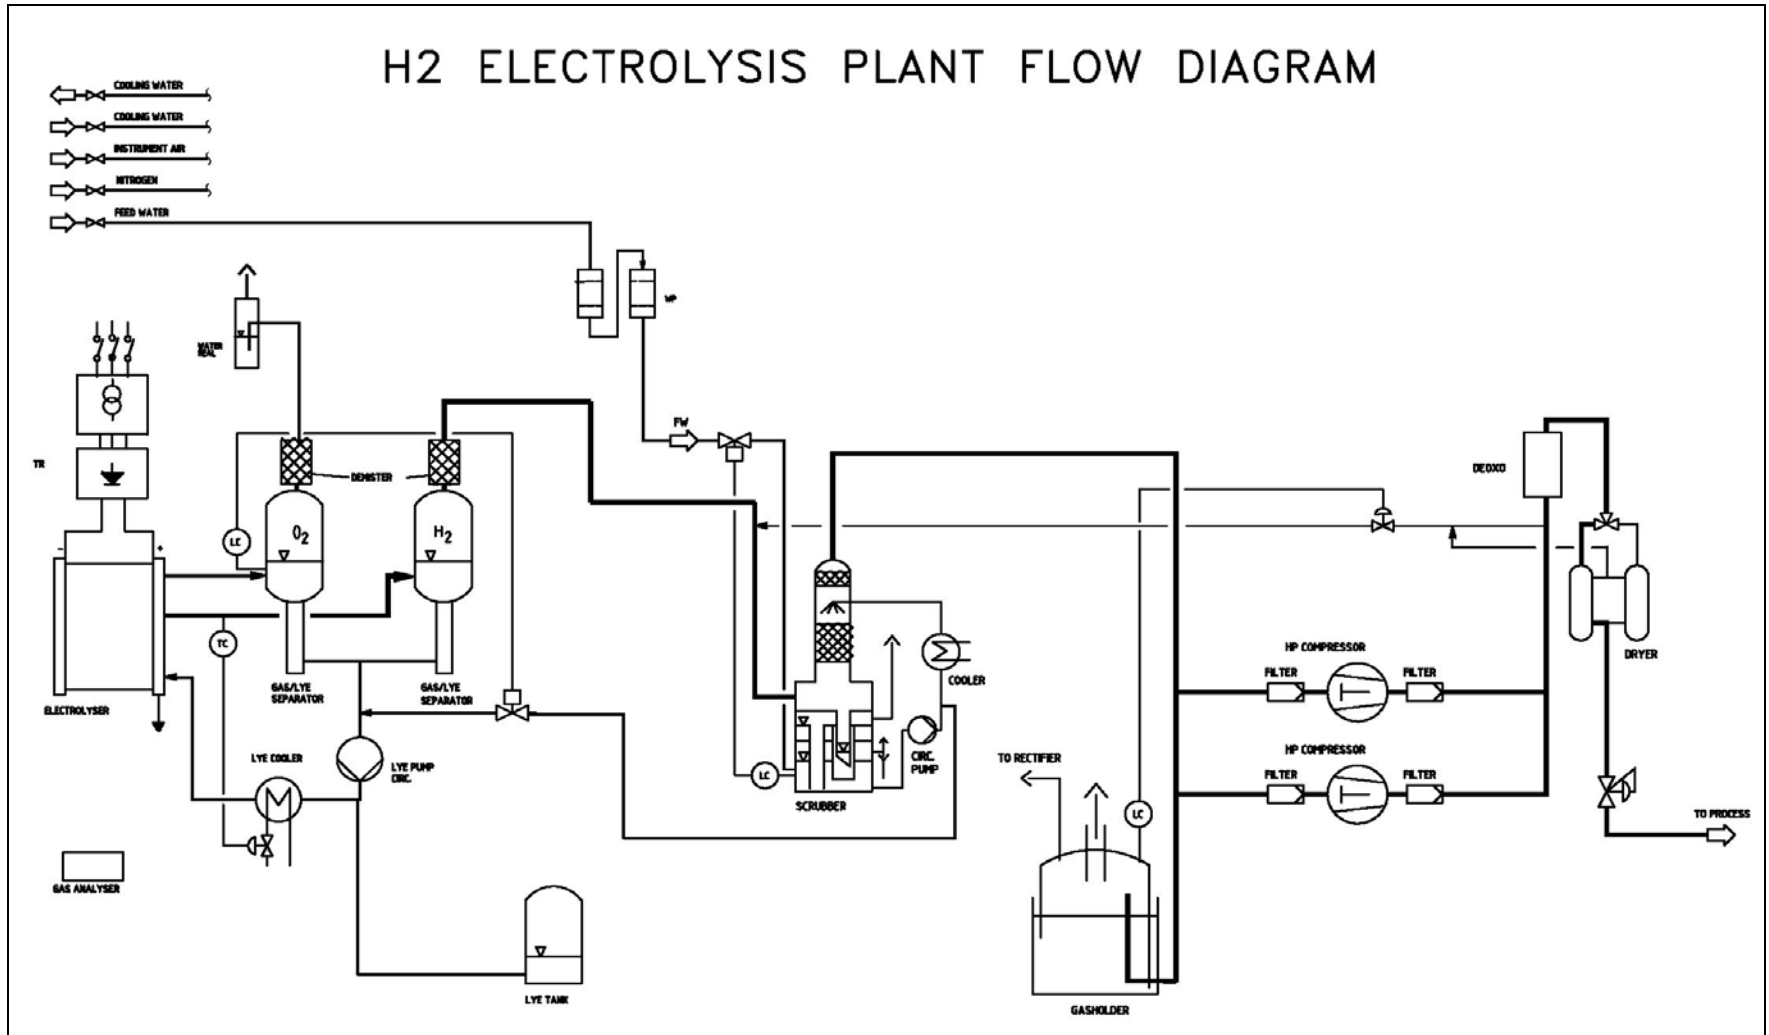 H2 ELECTROLYSIS PLANT FLOW DIAGRAM
COOLING WATER
COOLING WATER
INSTRUMENT AIR
NITROGEN
FEED WATER
WP
WATER
SEAL
FW
TR
DEMISTER
DEOXO
LC
O2
H2
- +
TC
GAS/LYE
SEPARATOR
GAS/LYE
SEPARATOR
ELECTROLYSER
LYE COOLER
LYE PUMP
CIRC.
COOLER
CIRC.
PUMP
LC
SCRUBBER
HP COMPRESSOR
FILTER
FILTER
DRYER
HP COMPRESSOR
FILTER
FILTER
TO RECTIFIER
LC
TO PROCESS
GAS ANALYSER
LYE TANK
GASHOLDER